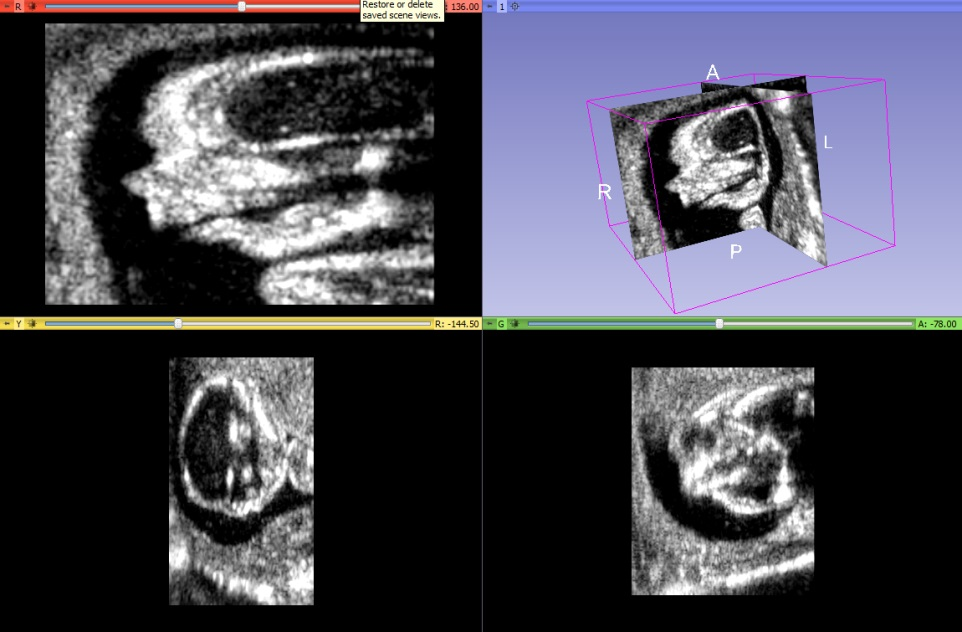 R
: 136.00
Restore or delete
saved scene views.
1
A
L
R
P
Y
R: -144.50
G
A: -78.00